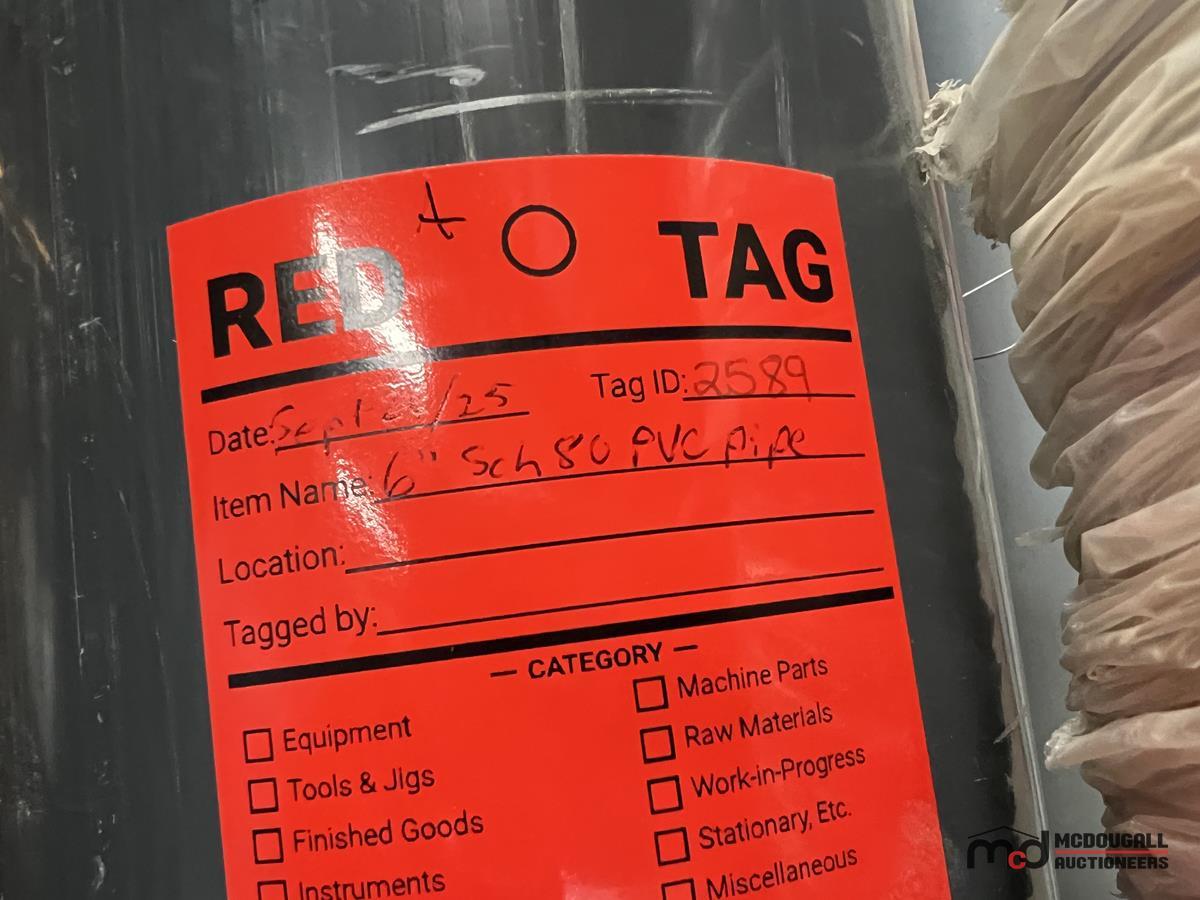 RED TAG
Date: Sept /25 Tag ID: 2589
Item Name: 6" Sch 80 PVC Pipe
Location:
Tagged by:
— CATEGORY —
Equipment
Tools & Jigs
Finished Goods
Instruments
Machine Parts
Raw Materials
Work-in-Progress
Stationary, Etc.
Miscellaneous
mcd MCDOUGALL
AUCTIONEERS